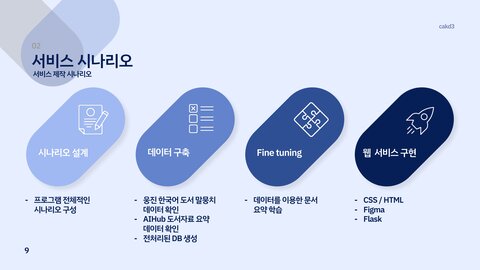 cakd3
02
서비스 시나리오
서비스 제작 시나리오
시나리오 설계
- 프로그램 전체적인
시나리오 구성
데이터 구축
- 웅진 한국어 도서 말뭉치
데이터 확인
- AIHub 도서자료 요약
데이터 확인
- 전처리된 DB 생성
Fine tuning
- 데이터를 이용한 문서
요약 학습
웹 서비스 구현
- CSS / HTML
- Figma
- Flask
9